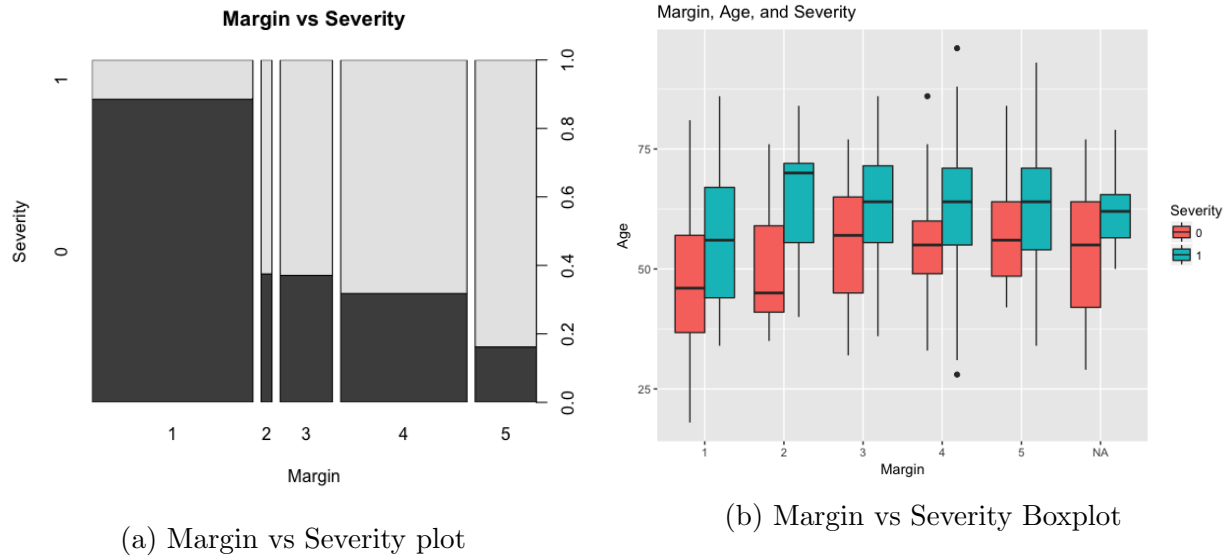 Margin vs Severity
Severity
1
0
1.0
0.8
0.6
0.4
0.2
0.0
1 2 3 4 5
Margin
(a) Margin vs Severity plot
Margin, Age, and Severity
Age
75
50
25
1 2 3 4 5 NA
Margin
Severity
0
1
(b) Margin vs Severity Boxplot